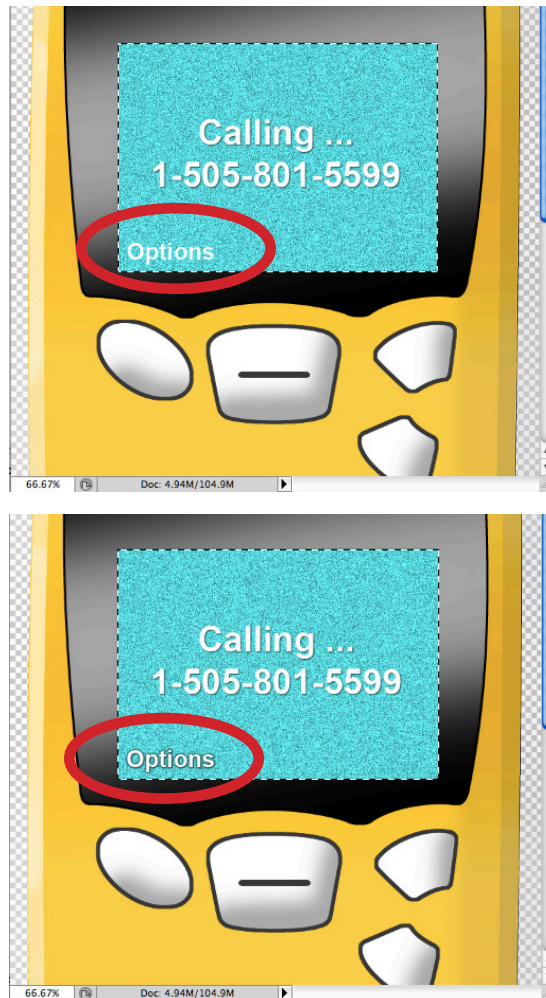 Calling ...
1-505-801-5599
Options
66.67%
Doc: 4.94M/104.9M
Calling ...
1-505-801-5599
Options
66.67%
Doc: 4.94M/104.9M